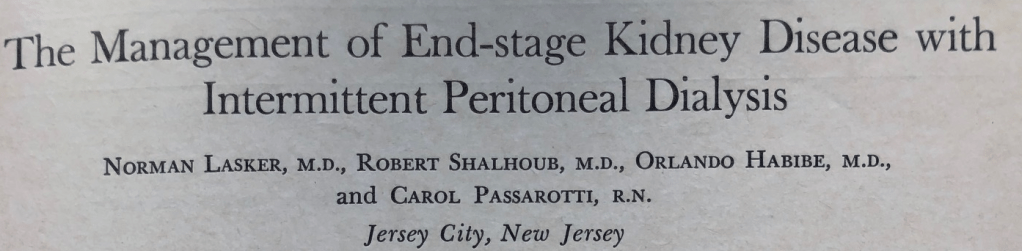 The Management of End-stage Kidney Disease with
Intermittent Peritoneal Dialysis
NORMAN LASKER, M.D., ROBERT SHALHOUB, M.D., ORLANDO HABIBE, M.D.,
and CAROL PASSAROTTI, R.N.
Jersey City, New Jersey